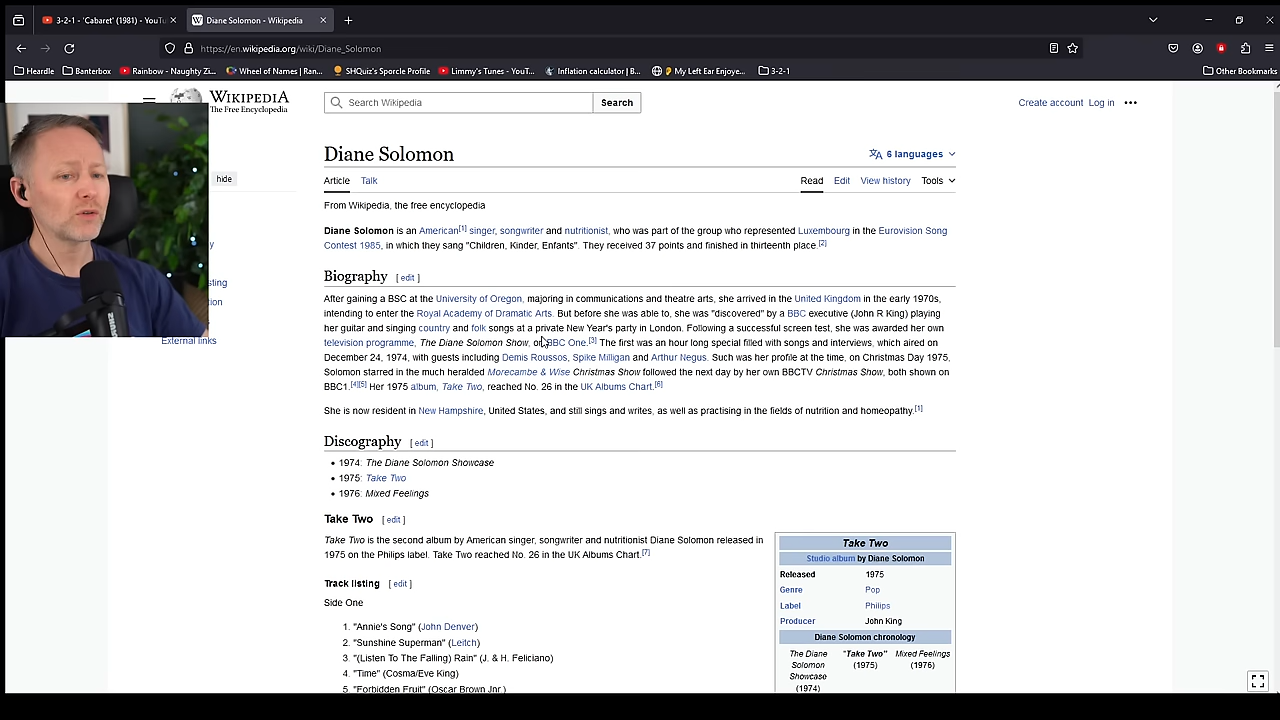 3-2-1 - 'Cabaret' (1981) - YouTu
Diane Solomon - Wikipedia
https://en.wikipedia.org/wiki/Diane_Solomon
Heardle
Banterbox
Rainbow - Naughty Zi...
Wheel of Names | Ran...
SHQuiz's Sporcle Profile
Limmy's Tunes - YouT...
Inflation calculator | B...
My Left Ear Enjoye...
3-2-1
Other Bookmarks
WIKIPEDIA
The Free Encyclopedia
Search Wikipedia
Search
Create account
Log in
Diane Solomon
6 languages
hide
Article
Talk
Read
Edit
View history
Tools
From Wikipedia, the free encyclopedia
Diane Solomon is an American[1] singer, songwriter and nutritionist, who was part of the group who represented Luxembourg in the Eurovision Song
Contest 1985, in which they sang "Children, Kinder, Enfants". They received 37 points and finished in thirteenth place.[2]
Biography [ edit ]
After gaining a BSC at the University of Oregon, majoring in communications and theatre arts, she arrived in the United Kingdom in the early 1970s,
intending to enter the Royal Academy of Dramatic Arts. But before she was able to, she was "discovered" by a BBC executive (John R King) playing
her guitar and singing country and folk songs at a private New Year's party in London. Following a successful screen test, she was awarded her own
television programme, The Diane Solomon Show, on BBC One.[3] The first was an hour long special filled with songs and interviews, which aired on
December 24, 1974, with guests including Demis Roussos, Spike Milligan and Arthur Negus. Such was her profile at the time, on Christmas Day 1975,
Solomon starred in the much heralded Morecambe & Wise Christmas Show followed the next day by her own BBCTV Christmas Show, both shown on
BBC1.[4][5] Her 1975 album, Take Two, reached No. 26 in the UK Albums Chart.[6]
She is now resident in New Hampshire, United States, and still sings and writes, as well as practising in the fields of nutrition and homeopathy.[1]
External links
Discography [ edit ]
• 1974: The Diane Solomon Showcase
• 1975: Take Two
• 1976: Mixed Feelings
Take Two [ edit ]
Take Two is the second album by American singer, songwriter and nutritionist Diane Solomon released in
1975 on the Philips label. Take Two reached No. 26 in the UK Albums Chart.[7]
Track listing [ edit ]
Side One
1. "Annie's Song" (John Denver)
2. "Sunshine Superman" (Leitch)
3. "(Listen To The Falling) Rain" (J. & H. Feliciano)
4. "Time" (Cosma/Eve King)
5. "Forbidden Fruit" (Oscar Brown Jnr.)
Take Two
Studio album by Diane Solomon
Released 1975
Genre Pop
Label Philips
Producer John King
Diane Solomon chronology
The Diane Solomon Showcase (1974)
"Take Two" (1975)
Mixed Feelings (1976)